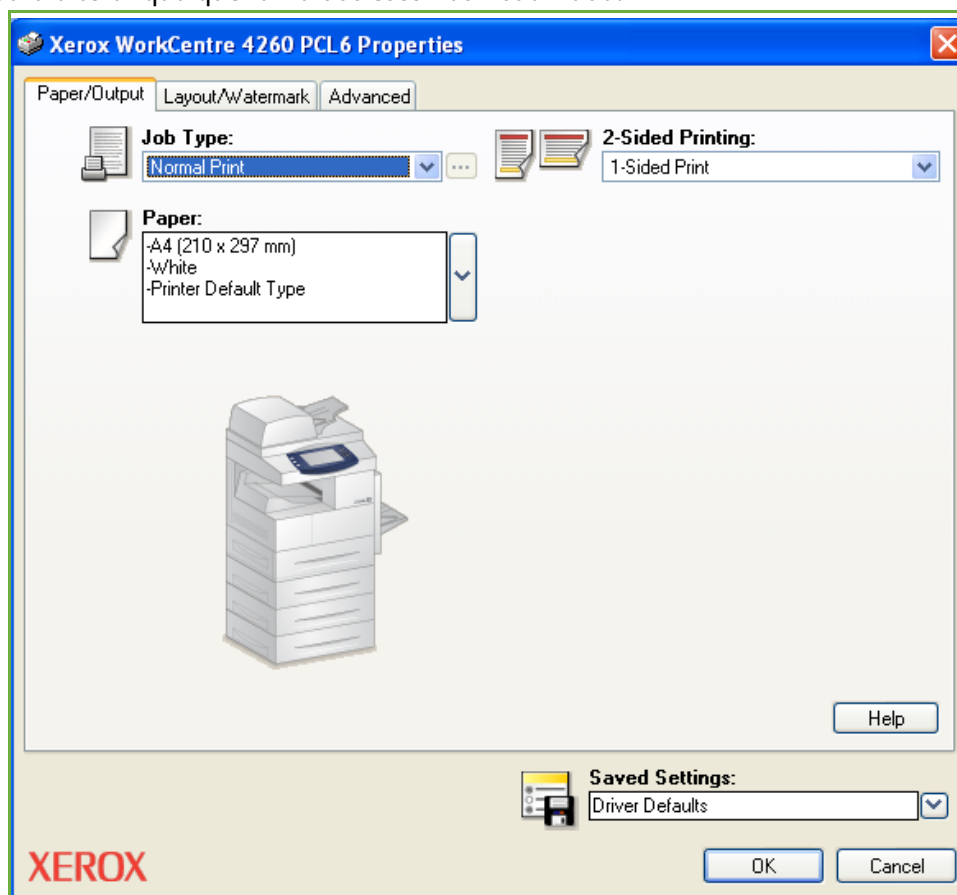 Xerox WorkCentre 4260 PCL6 Properties
Paper/Output Layout/Watermark Advanced
Job Type:
Normal Print
2-Sided Printing:
1-Sided Print
Paper:
-A4 (210 x 297 mm)
-White
-Printer Default Type
Help
Saved Settings:
Driver Defaults
XEROX
OK Cancel